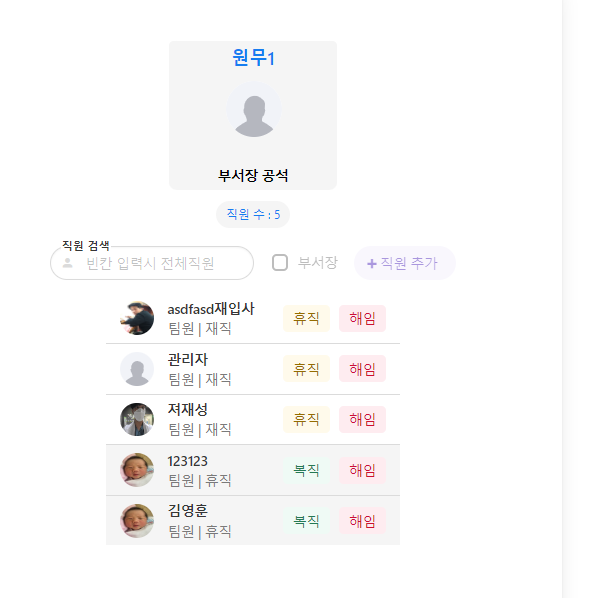 원무1
부서장 공석
직원 수 : 5
직원 검색
빈칸 입력시 전체직원
부서장
+ 직원 추가
asdfasd재입사
팀원 | 재직
휴직
해임
관리자
팀원 | 재직
휴직
해임
져재성
팀원 | 재직
휴직
해임
123123
팀원 | 휴직
복직
해임
김영훈
팀원 | 휴직
복직
해임